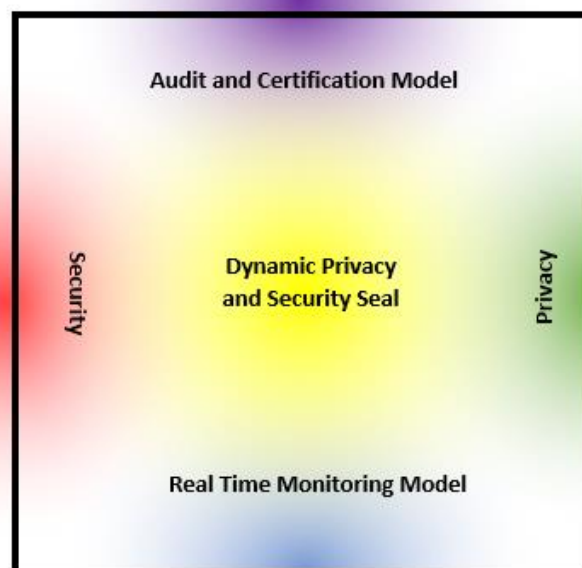 Audit and Certification Model
Security
Dynamic Privacy
and Security Seal
Privacy
Real Time Monitoring Model